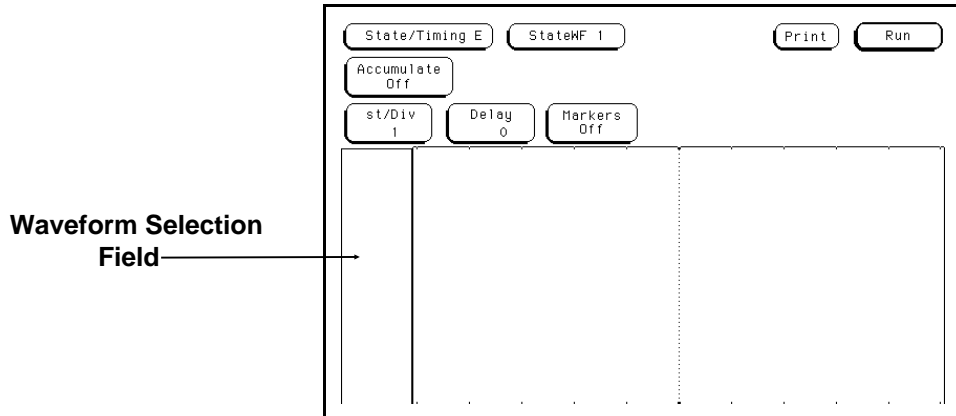 State/Timing E
StateWF 1
Print
Run
Accumulate
Off
st/Div
1
Delay
0
Markers
Off
Waveform Selection
Field